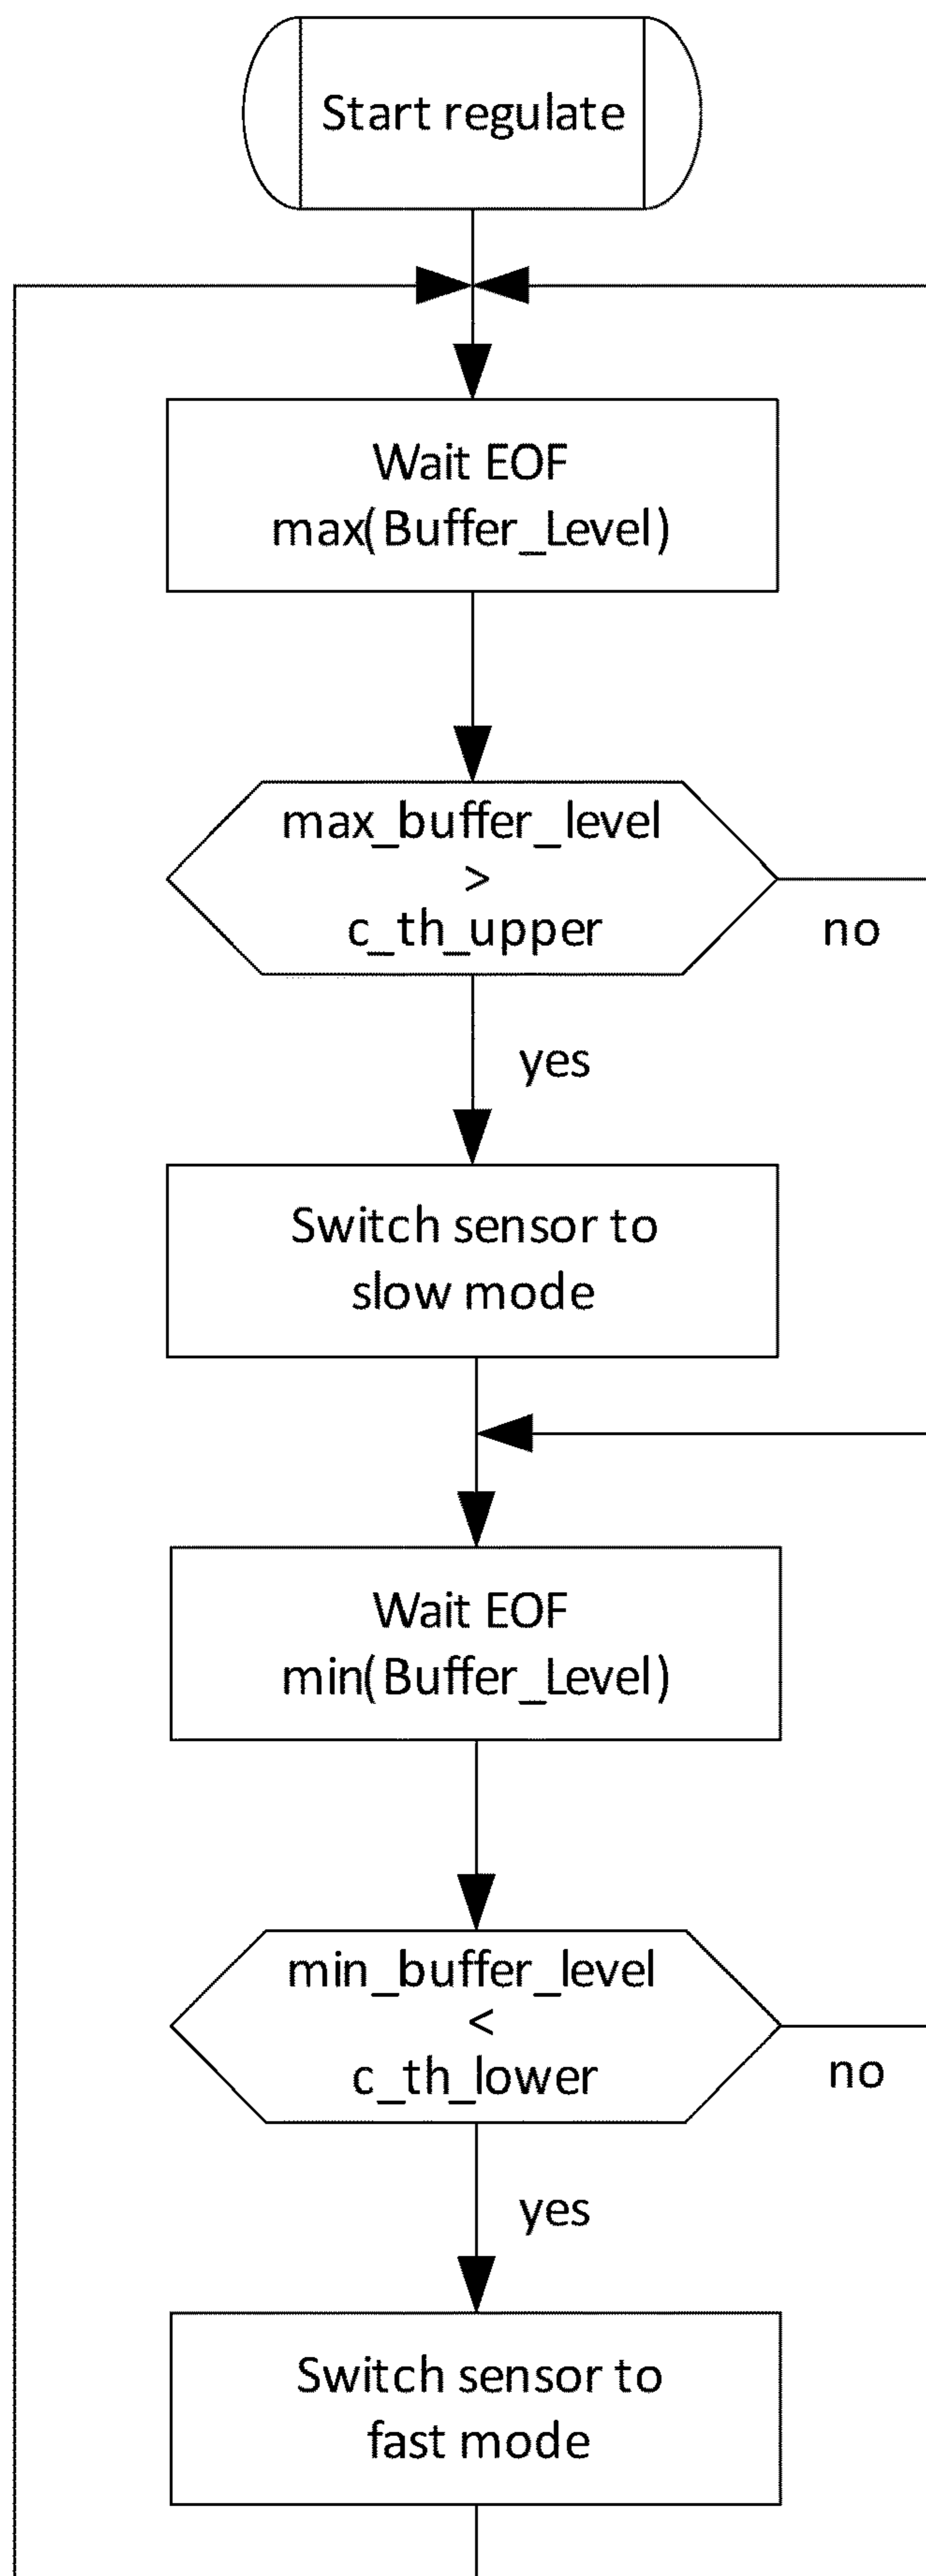 Start regulate
Wait EOF
max(Buffer_Level)
max_buffer_level
>
c_th_upper
no
yes
Switch sensor to
slow mode
Wait EOF
min(Buffer_Level)
min_buffer_level
<
c_th_lower
no
yes
Switch sensor to
fast mode